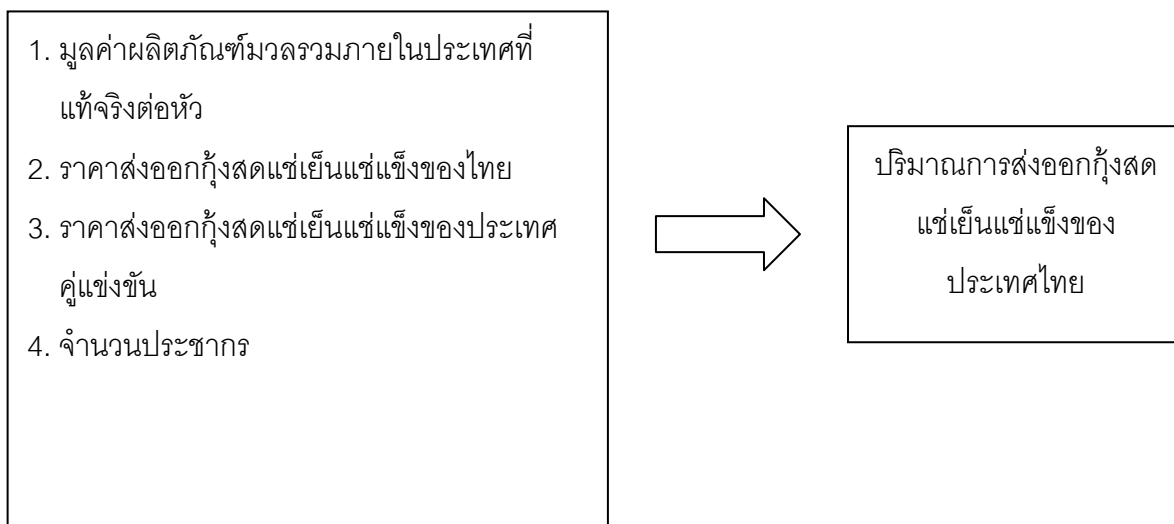 1. มูลค่าผลิตภัณฑ์มวลรวมภายในประเทศที่
แท้จริงต่อหัว
2. ราคาส่งออกกุ้งสดแช่เย็นแช่แข็งของไทย
3. ราคาส่งออกกุ้งสดแช่เย็นแช่แข็งของประเทศ
คู่แข่งขัน
4. จำนวนประชากร
ปริมาณการส่งออกกุ้งสด
แช่เย็นแช่แข็งของ
ประเทศไทย